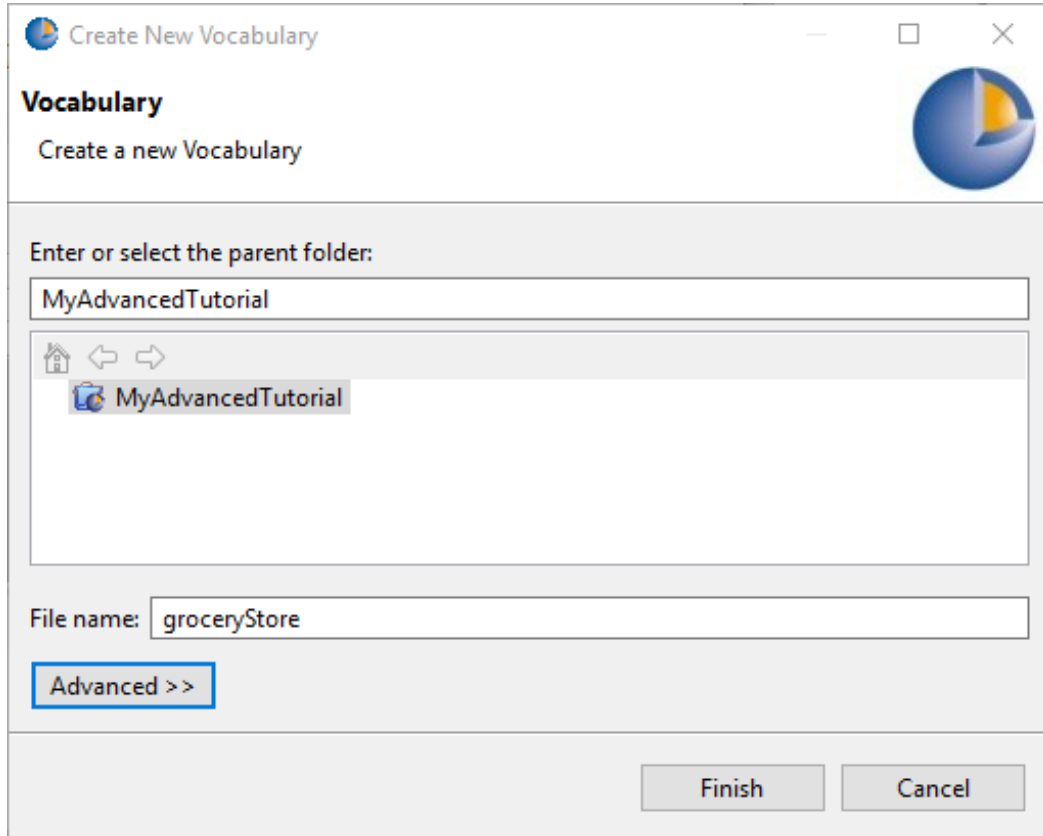 Create New Vocabulary
Vocabulary
Create a new Vocabulary
Enter or select the parent folder:
MyAdvancedTutorial
MyAdvancedTutorial
File name: groceryStore
Advanced >>
Finish Cancel